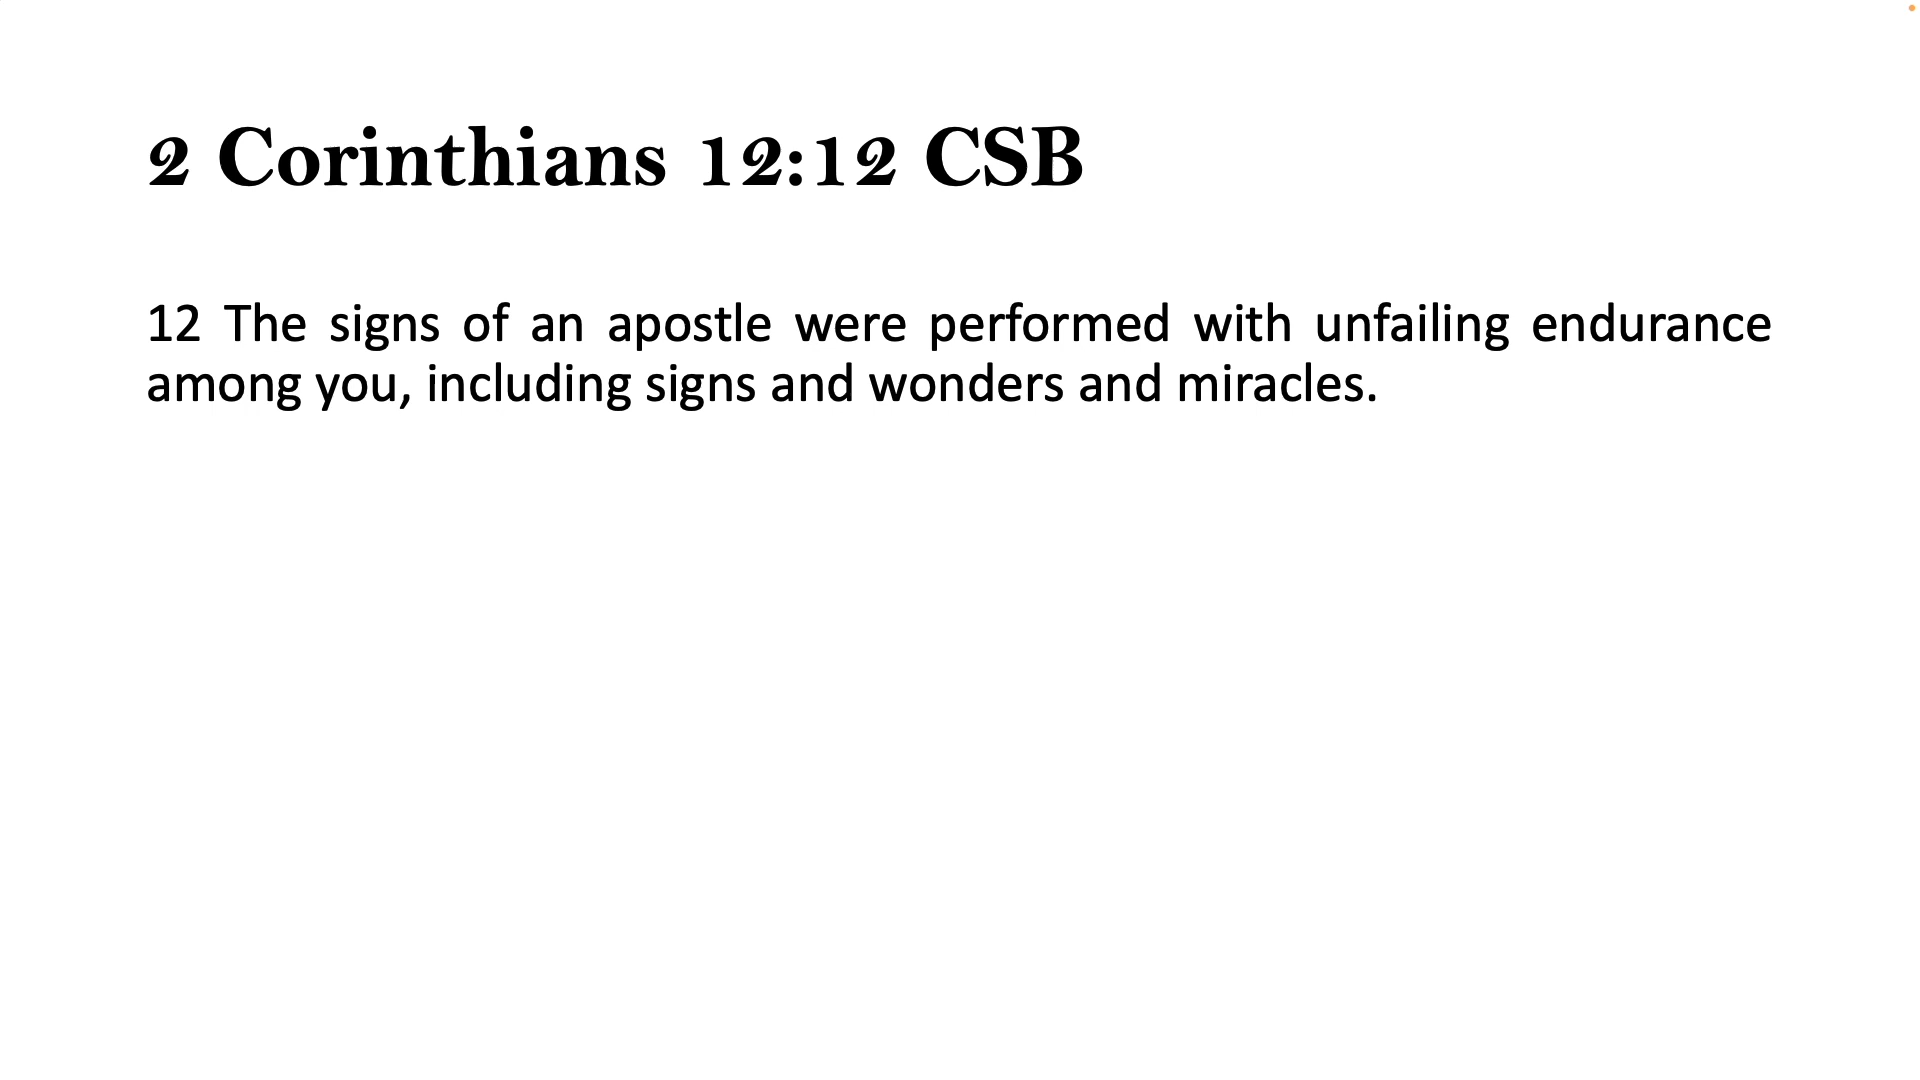 2 Corinthians 12:12 CSB
12 The signs of an apostle were performed with unfailing endurance
among you, including signs and wonders and miracles.